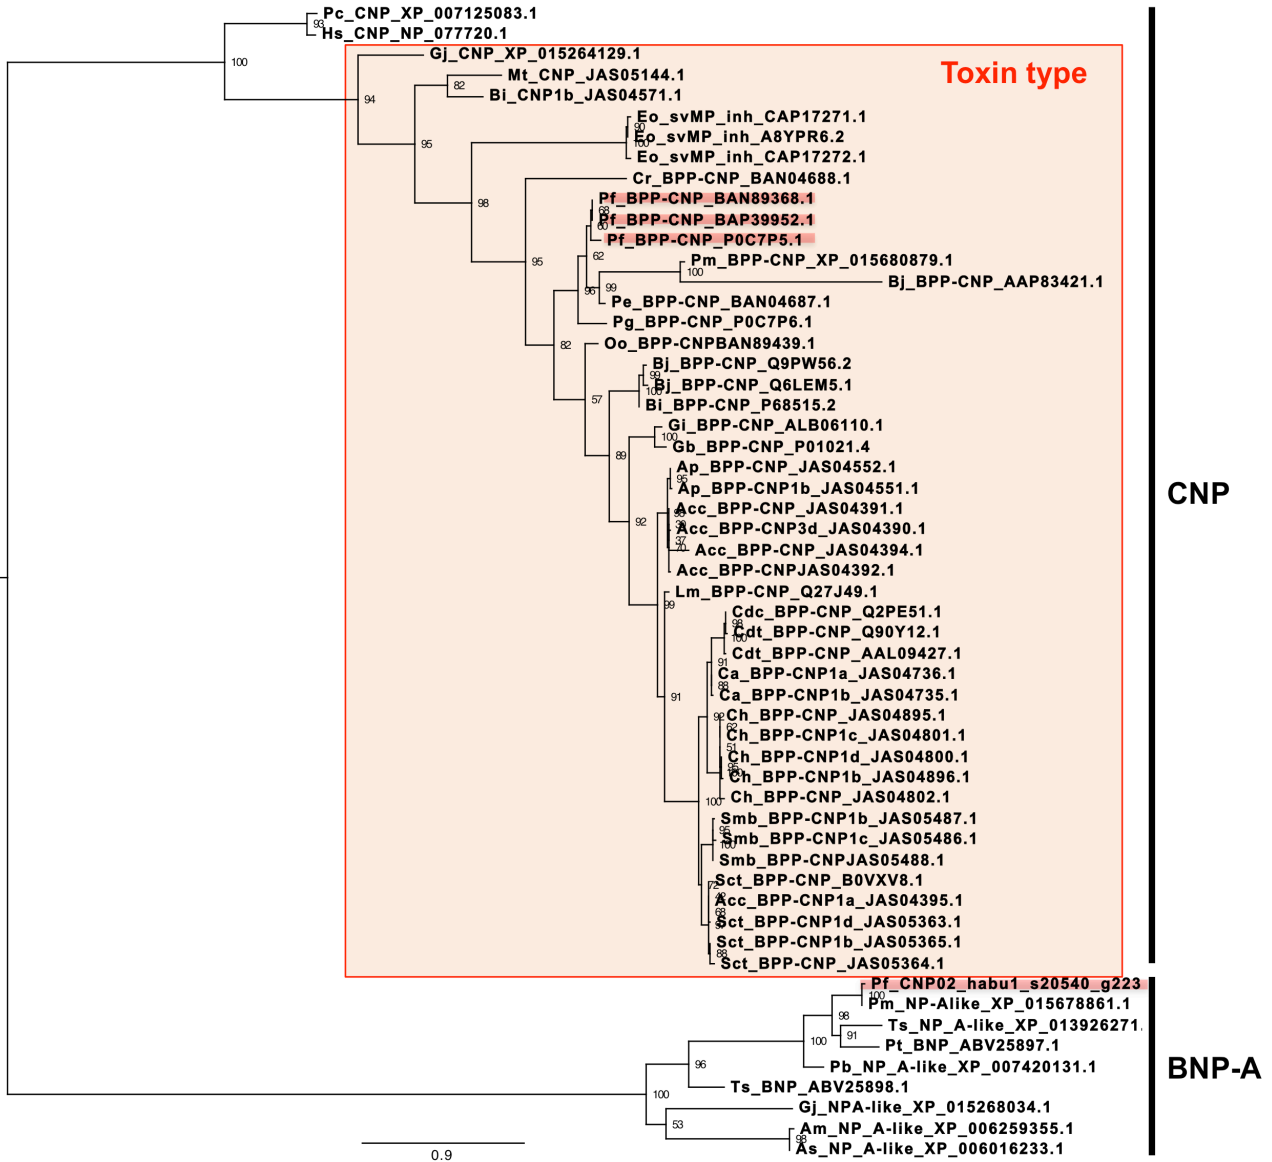 Pc_CNP_XP_007125083.1
93
Hs_CNP_NP_077720.1
Gj_CNP_XP_015264129.1
100
Toxin type
Mt_CNP_JAS05144.1
82
Bi_CNP1b_JAS04571.1
94
Eo_svMP_inh_CAP17271.1
90
Eo_svMP_inh_A8YPR6.2
100
95
Eo_svMP_inh_CAP17272.1
Cr_BPP-CNP_BAN04688.1
Pf_BPP-CNP_BAN89368.1
98
68
Pf_BPP-CNP_BAP39952.1
60
Pf_BPP-CNP_P0C7P5.1
62
Pm_BPP-CNP_XP_015680879.1
95
100
Bj_BPP-CNP_AAP83421.1
96
99
Pe_BPP-CNP_BAN04687.1
Pg_BPP-CNP_P0C7P6.1
82
Oo_BPP-CNPBAN89439.1
Bj_BPP-CNP_Q9PW56.2
99
Bj_BPP-CNP_Q6LEM5.1
100
57
Bi_BPP-CNP_P68515.2
Gi_BPP-CNP_ALB06110.1
100
Gb_BPP-CNP_P01021.4
89
Ap_BPP-CNP_JAS04552.1
95
Ap_BPP-CNP1b_JAS04551.1
CNP
Acc_BPP-CNP_JAS04391.1
92
Acc_BPP-CNP3d_JAS04390.1
37
70
Acc_BPP-CNP_JAS04394.1
Acc_BPP-CNPJAS04392.1
Lm_BPP-CNP_Q27J49.1
99
Cdc_BPP-CNP_Q2PE51.1
98
Cdt_BPP-CNP_Q90Y12.1
100
Cdt_BPP-CNP_AAL09427.1
91
Ca_BPP-CNP1a_JAS04736.1
88
91
Ca_BPP-CNP1b_JAS04735.1
92
Ch_BPP-CNP_JAS04895.1
62
Ch_BPP-CNP1c_JAS04801.1
51
Ch_BPP-CNP1d_JAS04800.1
Ch_BPP-CNP1b_JAS04896.1
Ch_BPP-CNP_JAS04802.1
100
Smb_BPP-CNP1b_JAS05487.1
95
Smb_BPP-CNP1c_JAS05486.1
100
Smb_BPP-CNPJAS05488.1
Sct_BPP-CNP_B0VXV8.1
72
Acc_BPP-CNP1a_JAS04395.1
68
Sct_BPP-CNP1d_JAS05363.1
Sct_BPP-CNP1b_JAS05365.1
88
Sct_BPP-CNP_JAS05364.1
Pf_CNP02_habu1_s20540_g223
100
Pm_NP-Alike_XP_015678861.1
98
Ts_NP_A-like_XP_013926271.
91
100
Pt_BNP_ABV25897.1
96
Pb_NP_A-like_XP_007420131.1
BNP-A
Ts_BNP_ABV25898.1
100
Gj_NPA-like_XP_015268034.1
53
Am_NP_A-like_XP_006259355.1
98
As_NP_A-like_XP_006016233.1
0.9